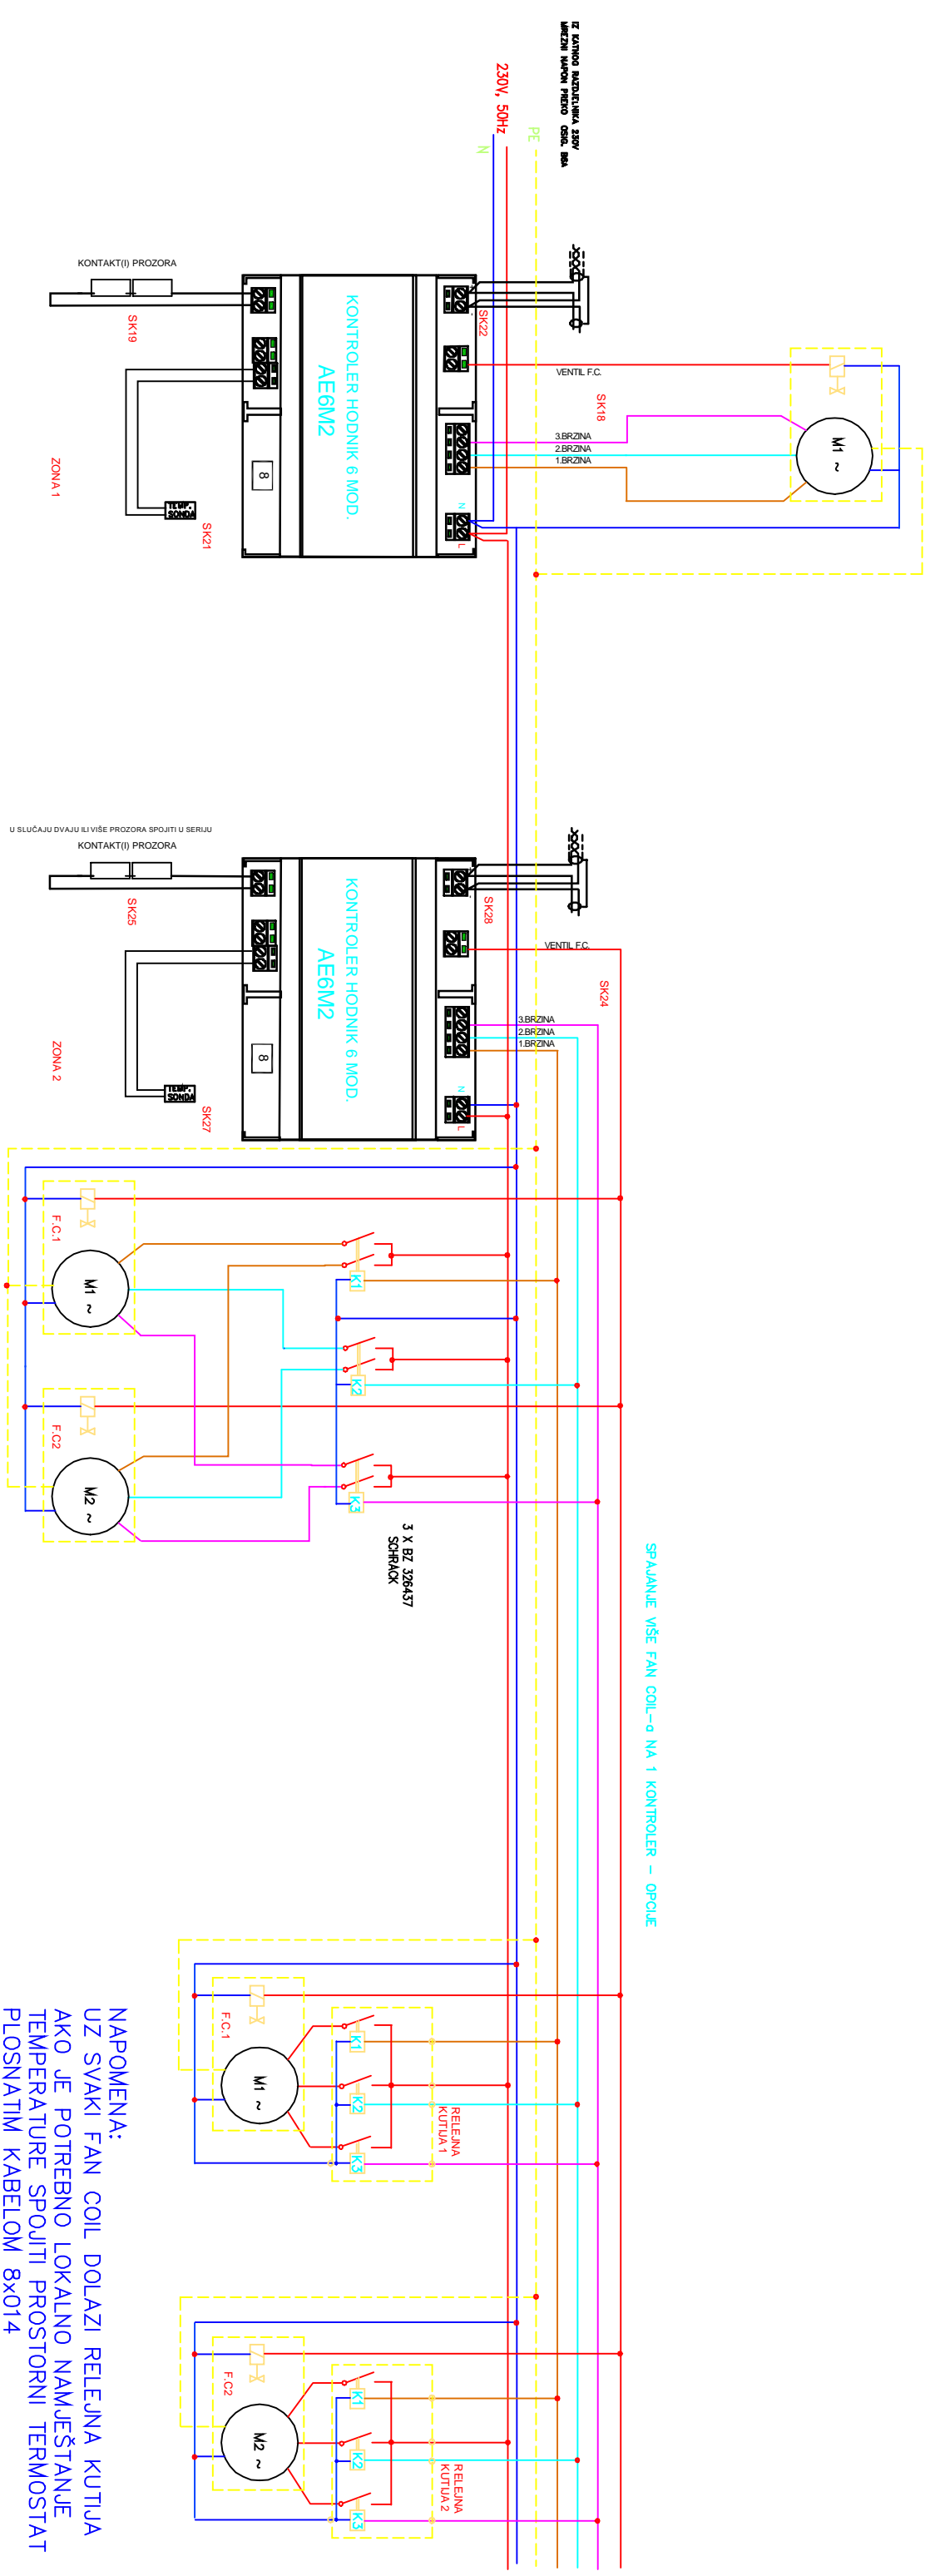 IZ KATNOG RAZDJELNIKA 230V
MREZNI NAPON PREKO OSIG. B6A
230V, 50Hz
PE
N
KONTAKT(I) PROZORA
SK19
SK22
KONTROLER HODNIK 6 MOD.
AE6M2
8
VENTIL F.C.
SK18
3.BRZINA
2.BRZINA
1.BRZINA
N
L
M1
~
ZONA 1
TEMP.
SONDA
SK21
U SLUČAJU DVAJU ILI VIŠE PROZORA SPOJITI U SERIJU
KONTAKT(I) PROZORA
SK25
SK28
KONTROLER HODNIK 6 MOD.
AE6M2
8
VENTIL F.C.
SK24
3.BRZINA
2.BRZINA
1.BRZINA
N
L
ZONA 2
TEMP.
SONDA
SK27
F.C.1
M1
~
K1
K2
F.C2
M2
~
K3
3 X BZ 326437
SCHRACK
SPAJANJE VIŠE FAN COIL-a NA 1 KONTROLER - OPCIJE
F.C.1
M1
~
K1
K2
K3
RELEJNA
KUTIJA 1
F.C2
M2
~
K1
K2
K3
RELEJNA
KUTIJA 2
NAPOMENA:
UZ SVAKI FAN COIL DOLAZI RELEJNA KUTIJA
AKO JE POTREBNO LOKALNO NAMJEŠTANJE
TEMPERATURE SPOJITI PROSTORNI TERMOSTAT
PLOSNATIM KABELOM 8x014